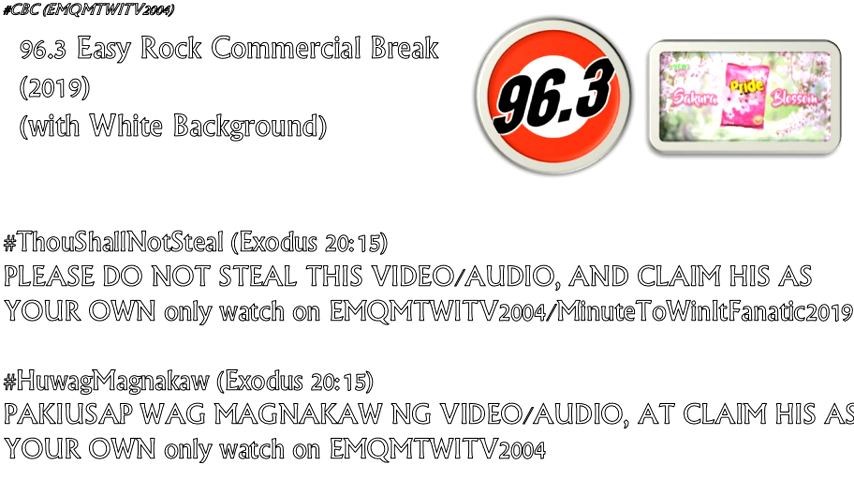 #CBC (EMQMTWITV2004)
96.3 Easy Rock Commercial Break
(2019)
(with White Background)
96.3
Pride
Sakura Blossom
#ThouShallNotSteal (Exodus 20:15)
PLEASE DO NOT STEAL THIS VIDEO/AUDIO, AND CLAIM HIS AS
YOUR OWN only watch on EMQMTWITV2004/MinuteToWinItFanatic2019
#HuwagMagnakaw (Exodus 20:15)
PAKIUSAP WAG MAGNAKAW NG VIDEO/AUDIO, AT CLAIM HIS AS
YOUR OWN only watch on EMQMTWITV2004